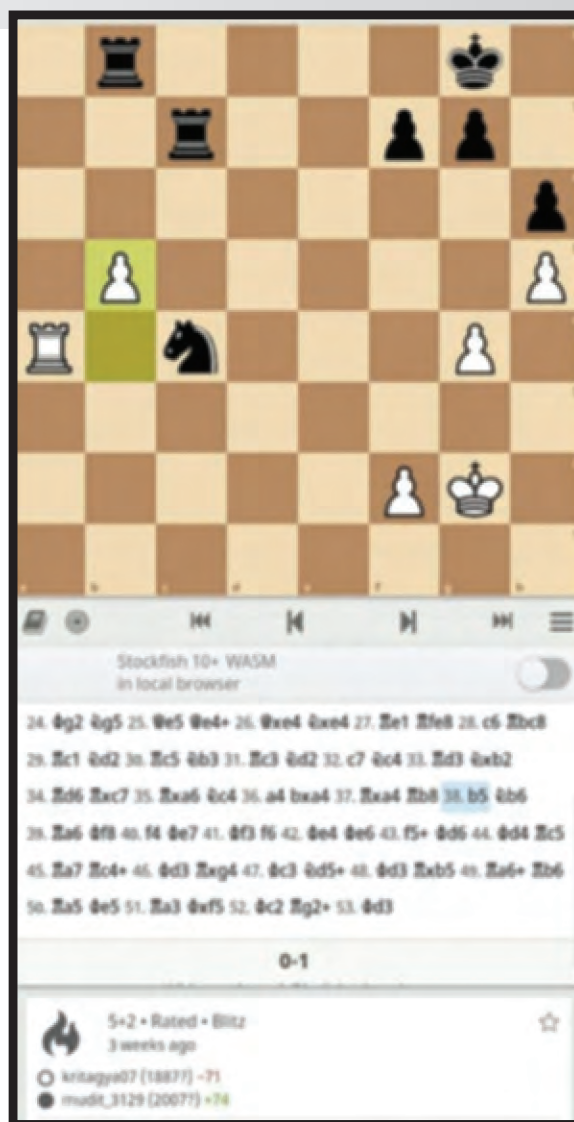 a b c d e f g h
Stockfish 10+ WASM
in local browser
24. ♚g2 ♞g5 25. ♛e5 ♛e4+ 26. ♛xe4 ♞xe4 27. ♜e1 ♜fe8 28. c6 ♜bc8
29. ♜c1 ♞d2 30. ♜c5 ♞b3 31. ♜c3 ♞d2 32. c7 ♞c4 33. ♜d3 ♞xb2
34. ♜d6 ♜xc7 35. ♜xa6 ♞c4 36. a4 bxa4 37. ♜xa4 ♜b8 38. b5 ♞b6
39. ♜a6 ♚f8 40. f4 ♚e7 41. ♚f3 f6 42. ♚e4 ♚e6 43. f5+ ♚d6 44. ♚d4 ♜c5
45. ♜a7 ♜c4+ 46. ♚d3 ♜xg4 47. ♚c3 ♞d5+ 48. ♚d3 ♜xb5 49. ♜a6+ ♜b6
50. ♜a5 ♚e5 51. ♜a3 ♚xf5 52. ♚c2 ♜g2+ 53. ♚d3
0-1
5+2 • Rated • Blitz
3 weeks ago
kritagya07 (1887?) −71
mudit_3129 (2007?) +74